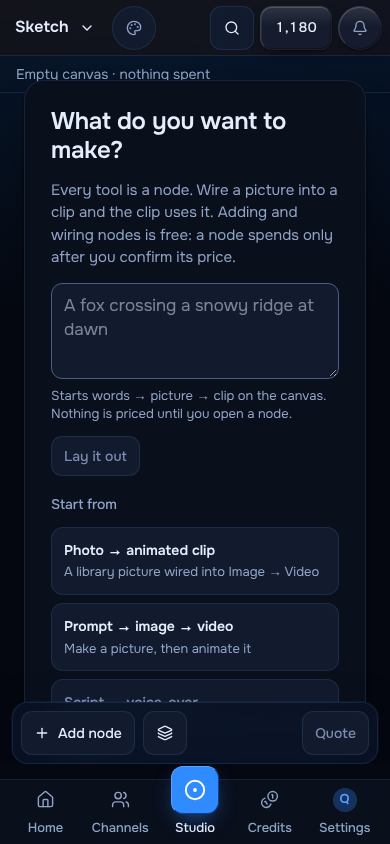 Sketch
1,180
Empty canvas · nothing spent
What do you want to
make?
Every tool is a node. Wire a picture into a
clip and the clip uses it. Adding and
wiring nodes is free: a node spends only
after you confirm its price.
A fox crossing a snowy ridge at
dawn
Starts words → picture → clip on the canvas.
Nothing is priced until you open a node.
Lay it out
Start from
Photo → animated clip
A library picture wired into Image → Video
Prompt → image → video
Make a picture, then animate it
Script → voice-over
Add node
Quote
Home
Channels
Studio
Credits
Q
Settings